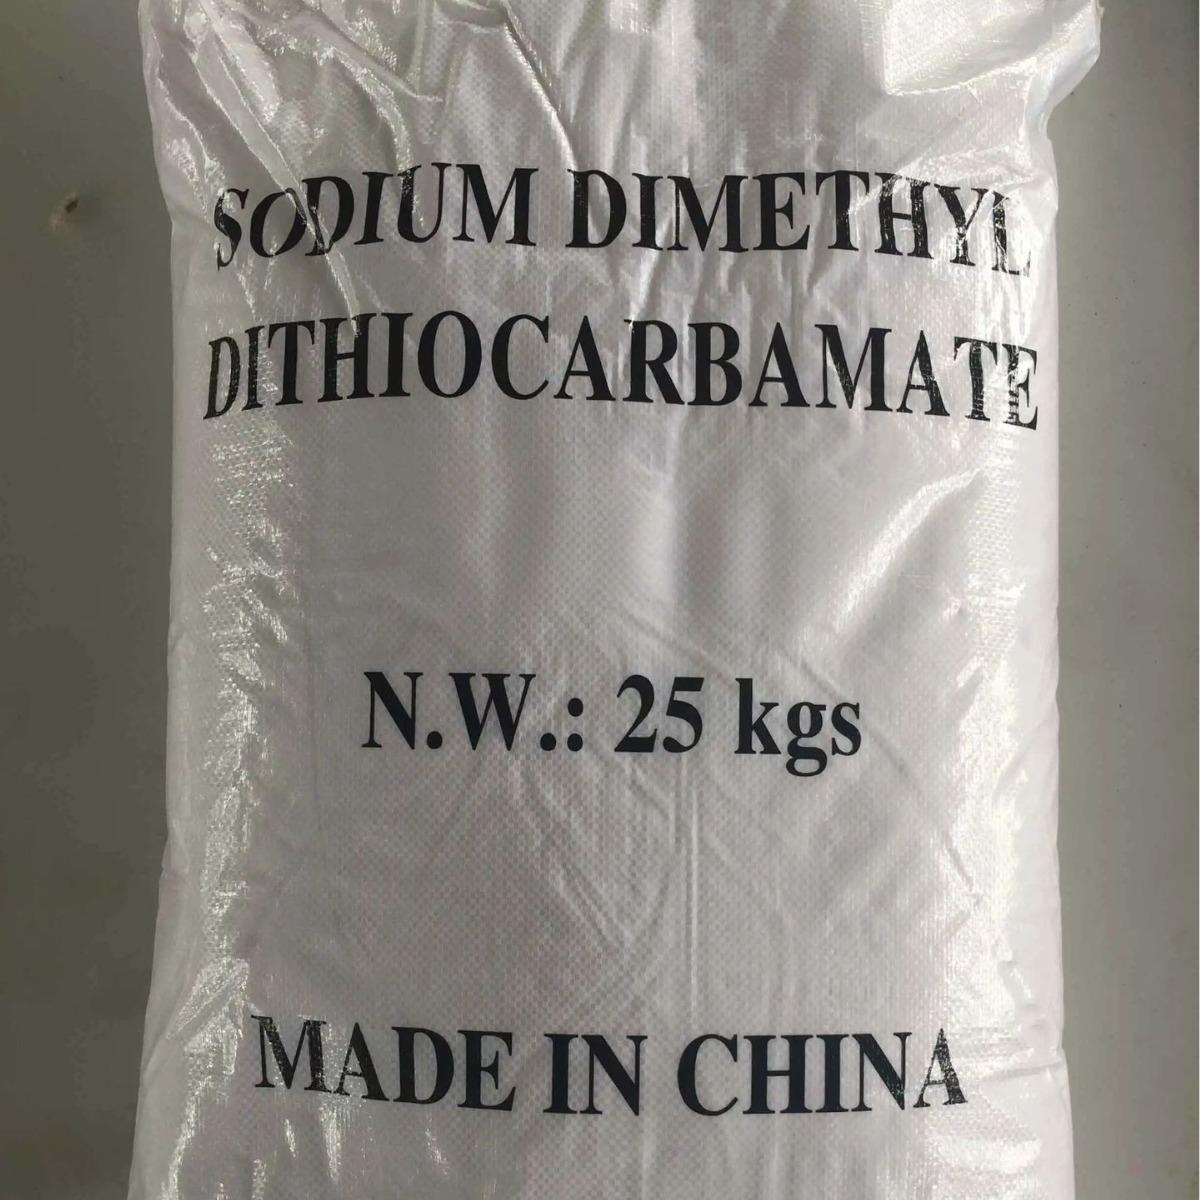 SODIUM DIMETHYL
DITHIOCARBAMATE
N.W.: 25 kgs
MADE IN CHINA